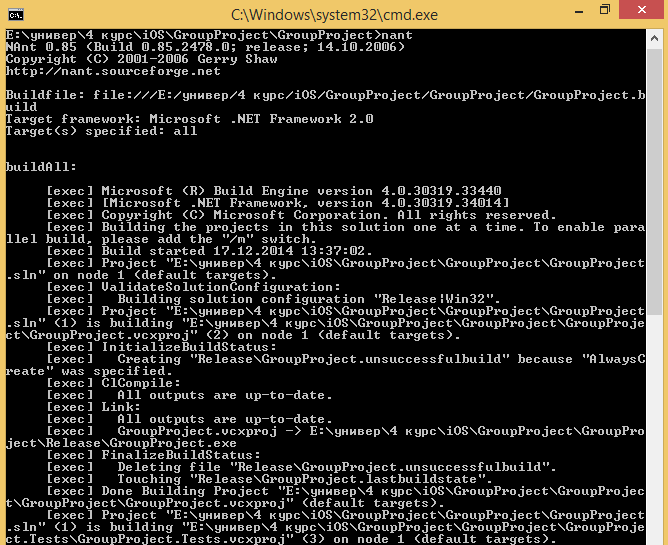 C:\Windows\system32\cmd.exe
E:\универ\4 курс\iOS\GroupProject\GroupProject>nant
NAnt 0.85 (Build 0.85.2478.0; release; 14.10.2006)
Copyright (C) 2001-2006 Gerry Shaw
http://nant.sourceforge.net
Buildfile: file:///E:/универ/4 курс/iOS/GroupProject/GroupProject/GroupProject.b
uild
Target framework: Microsoft .NET Framework 2.0
Target(s) specified: all
buildAll:
[exec] Microsoft (R) Build Engine version 4.0.30319.33440
[exec] [Microsoft .NET Framework, version 4.0.30319.34014]
[exec] Copyright (C) Microsoft Corporation. All rights reserved.
[exec] Building the projects in this solution one at a time. To enable para
llel build, please add the "/m" switch.
[exec] Build started 17.12.2014 13:37:02.
[exec] Project "E:\универ\4 курс\iOS\GroupProject\GroupProject\GroupProject
.sln" on node 1 (default targets).
[exec] ValidateSolutionConfiguration:
[exec]   Building solution configuration "Release|Win32".
[exec] Project "E:\универ\4 курс\iOS\GroupProject\GroupProject\GroupProject
.sln" (1) is building "E:\универ\4 курс\iOS\GroupProject\GroupProject\GroupProje
ct\GroupProject.vcxproj" (2) on node 1 (default targets).
[exec] InitializeBuildStatus:
[exec]   Creating "Release\GroupProject.unsuccessfulbuild" because "AlwaysC
reate" was specified.
[exec] ClCompile:
[exec]   All outputs are up-to-date.
[exec] Link:
[exec]   All outputs are up-to-date.
[exec]   GroupProject.vcxproj -> E:\универ\4 курс\iOS\GroupProject\GroupPro
ject\Release\GroupProject.exe
[exec] FinalizeBuildStatus:
[exec]   Deleting file "Release\GroupProject.unsuccessfulbuild".
[exec]   Touching "Release\GroupProject.lastbuildstate".
[exec] Done Building Project "E:\универ\4 курс\iOS\GroupProject\GroupProjec
t\GroupProject\GroupProject.vcxproj" (default targets).
[exec] Project "E:\универ\4 курс\iOS\GroupProject\GroupProject\GroupProject
.sln" (1) is building "E:\универ\4 курс\iOS\GroupProject\GroupProject\GroupProje
ct.Tests\GroupProject.Tests.vcxproj" (3) on node 1 (default targets).